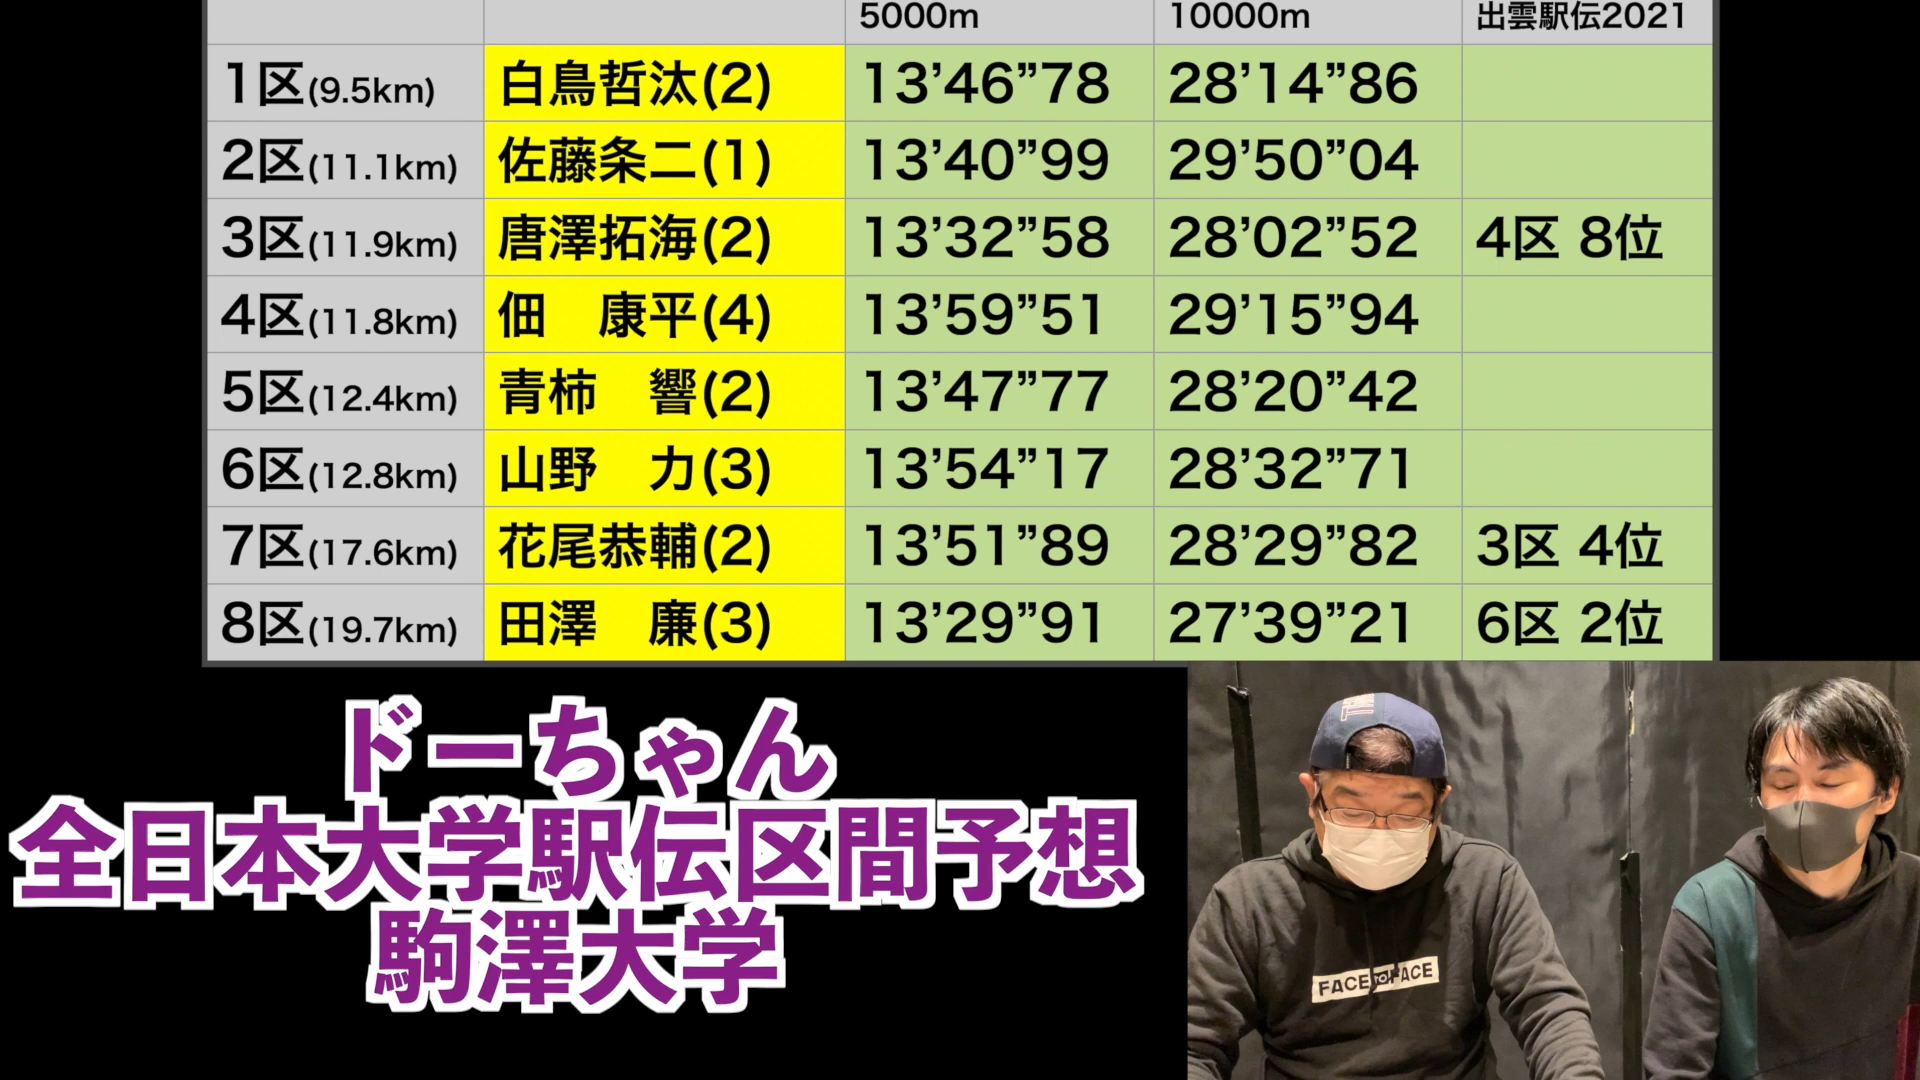 5000m 10000m 出雲駅伝2021
1区(9.5km) 白鳥哲汰(2) 13’46”78 28’14”86
2区(11.1km) 佐藤条二(1) 13’40”99 29’50”04
3区(11.9km) 唐澤拓海(2) 13’32”58 28’02”52 4区 8位
4区(11.8km) 佃　康平(4) 13’59”51 29’15”94
5区(12.4km) 青柿　響(2) 13’47”77 28’20”42
6区(12.8km) 山野　力(3) 13’54”17 28’32”71
7区(17.6km) 花尾恭輔(2) 13’51”89 28’29”82 3区 4位
8区(19.7km) 田澤　廉(3) 13’29”91 27’39”21 6区 2位
ドーちゃん
全日本大学駅伝区間予想
駒澤大学
FACE TO FACE